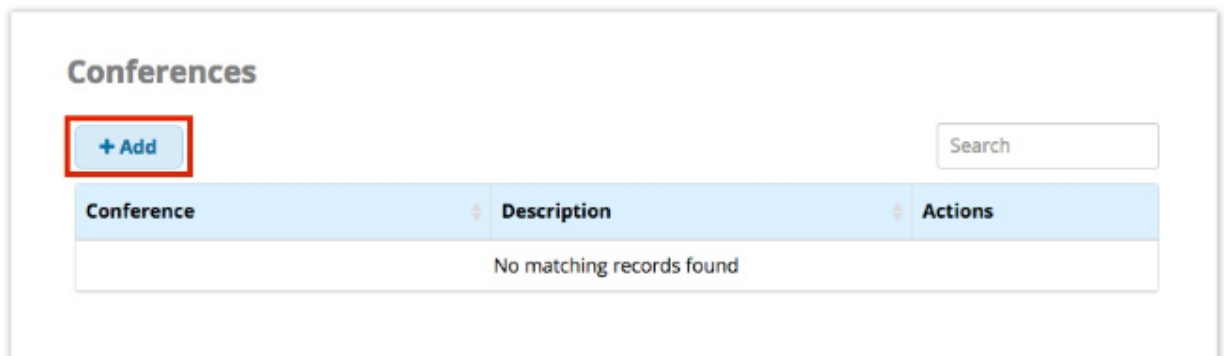 Conferences
+ Add
Search
Conference Description Actions
No matching records found